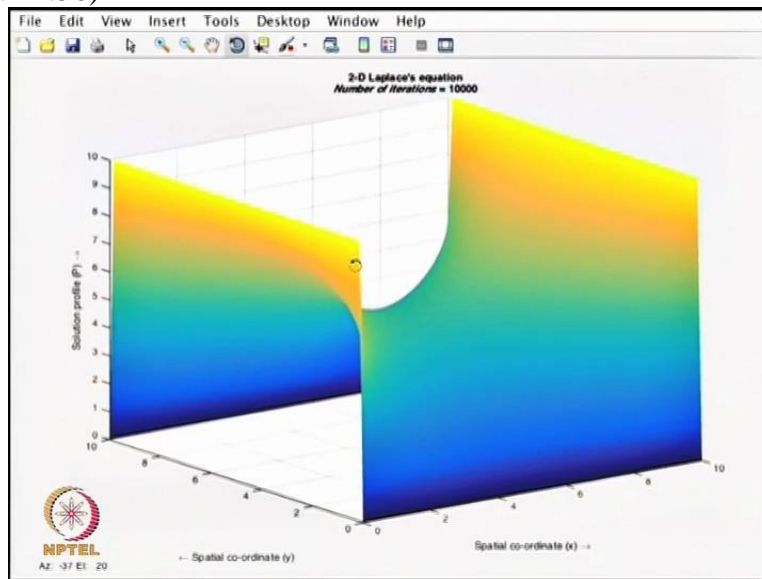 File Edit View Insert Tools Desktop Window Help
2-D Laplace's equation
Number of iterations = 10000
10
9
8
7
6
5
4
3
2
1
0
Solution profile (P) →
10
8
6
4
2
0
← Spatial co-ordinate (y)
0
2
4
6
8
10
Spatial co-ordinate (x) →
NPTEL
Az: -37 El: 20